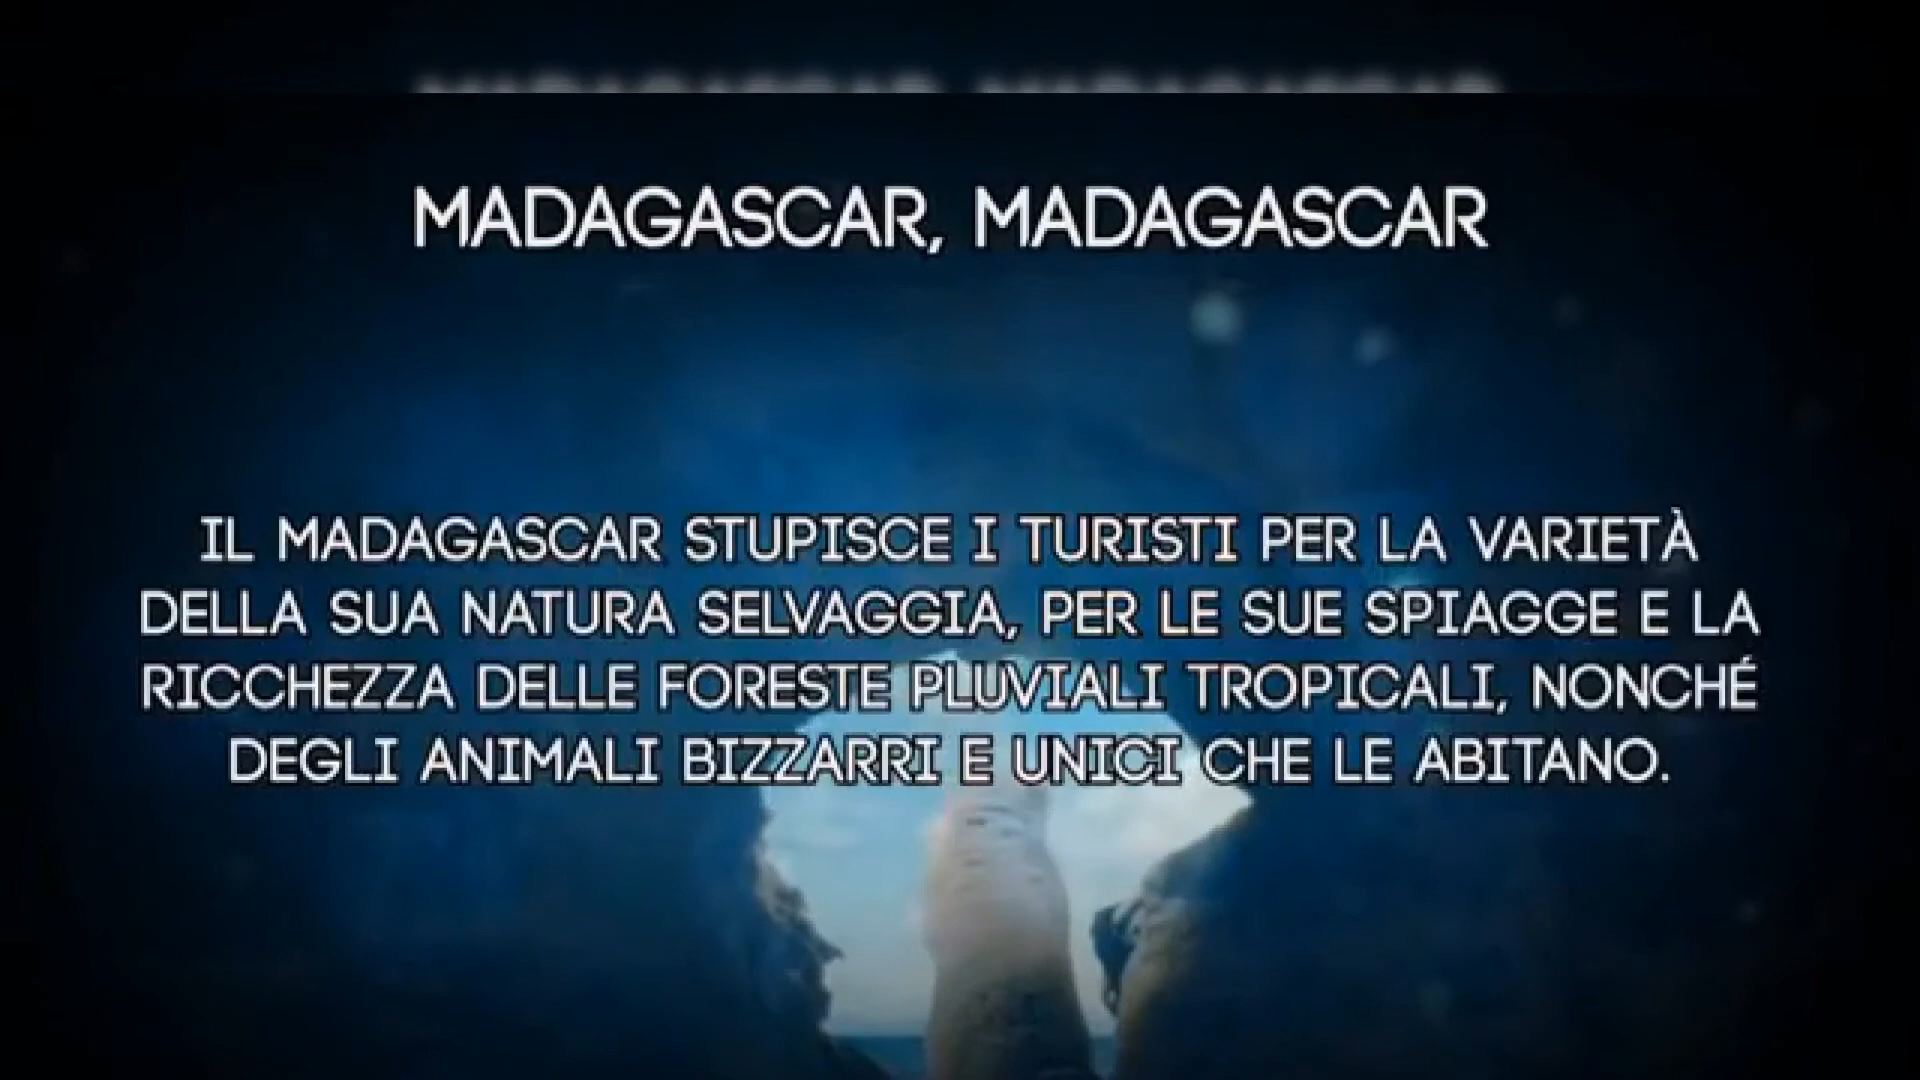 MADAGASCAR, MADAGASCAR
IL MADAGASCAR STUPISCE I TURISTI PER LA VARIETÀ
DELLA SUA NATURA SELVAGGIA, PER LE SUE SPIAGGE E LA
RICCHEZZA DELLE FORESTE PLUVIALI TROPICALI, NONCHÉ
DEGLI ANIMALI BIZZARRI E UNICI CHE LE ABITANO.